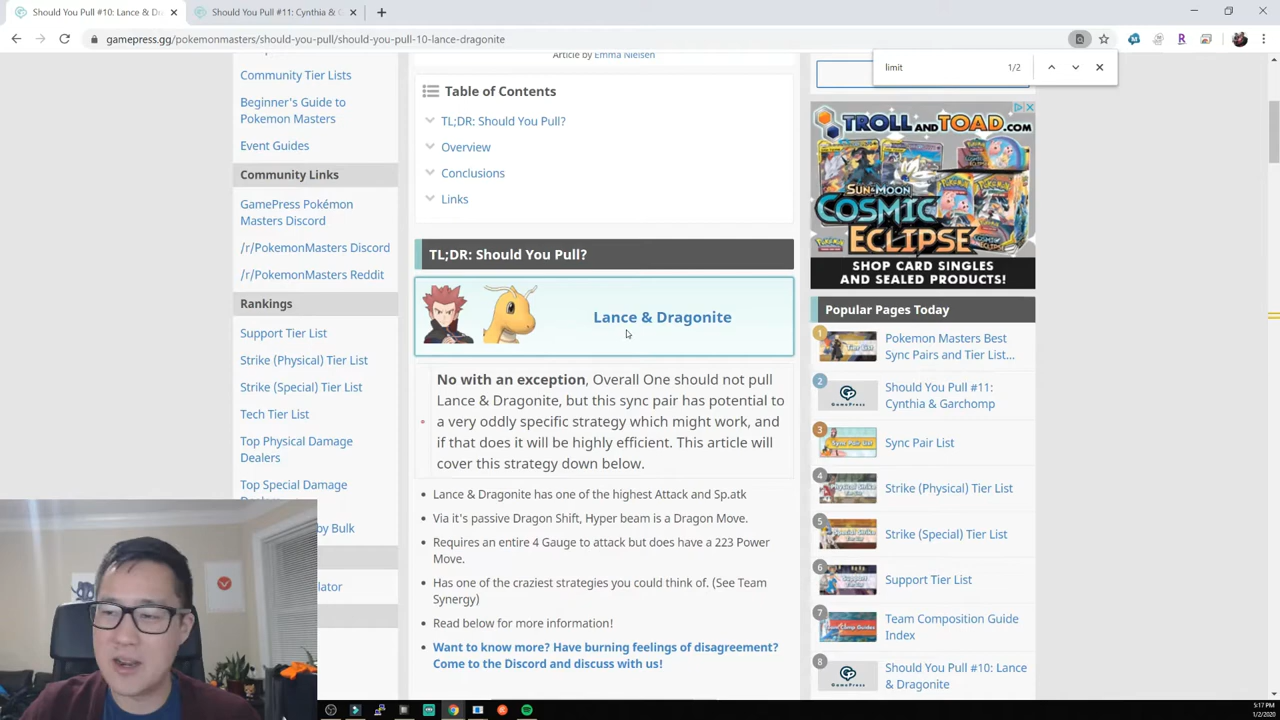 Should You Pull #10: Lance & Dr
Should You Pull #11: Cynthia & G
gamepress.gg/pokemonmasters/should-you-pull/should-you-pull-10-lance-dragonite
limit
1/2
Article by Emma Nielsen
Community Tier Lists
Beginner's Guide to
Pokemon Masters
Event Guides
Community Links
GamePress Pokémon
Masters Discord
/r/PokemonMasters Discord
/r/PokemonMasters Reddit
Rankings
Support Tier List
Strike (Physical) Tier List
Strike (Special) Tier List
Tech Tier List
Top Physical Damage
Dealers
Top Special Damage
by Bulk
Table of Contents
TL;DR: Should You Pull?
Overview
Conclusions
Links
TL;DR: Should You Pull?
Lance & Dragonite
No with an exception, Overall One should not pull
Lance & Dragonite, but this sync pair has potential to
a very oddly specific strategy which might work, and
if that does it will be highly efficient. This article will
cover this strategy down below.
Lance & Dragonite has one of the highest Attack and Sp.atk
Via it's passive Dragon Shift, Hyper beam is a Dragon Move.
Requires an entire 4 Gauge to attack but does have a 223 Power
Move.
Has one of the craziest strategies you could think of. (See Team
Synergy)
Read below for more information!
Want to know more? Have burning feelings of disagreement?
Come to the Discord and discuss with us!
TROLL AND TOAD.COM
SUN & MOON
COSMIC
ECLIPSE
SHOP CARD SINGLES
AND SEALED PRODUCTS!
Popular Pages Today
1
Pokemon Masters Best
Sync Pairs and Tier List...
2
Should You Pull #11:
Cynthia & Garchomp
3
Sync Pair List
4
Strike (Physical) Tier List
5
Strike (Special) Tier List
6
Support Tier List
7
Team Composition Guide
Index
8
Should You Pull #10: Lance
& Dragonite
5:17 PM
1/2/2020